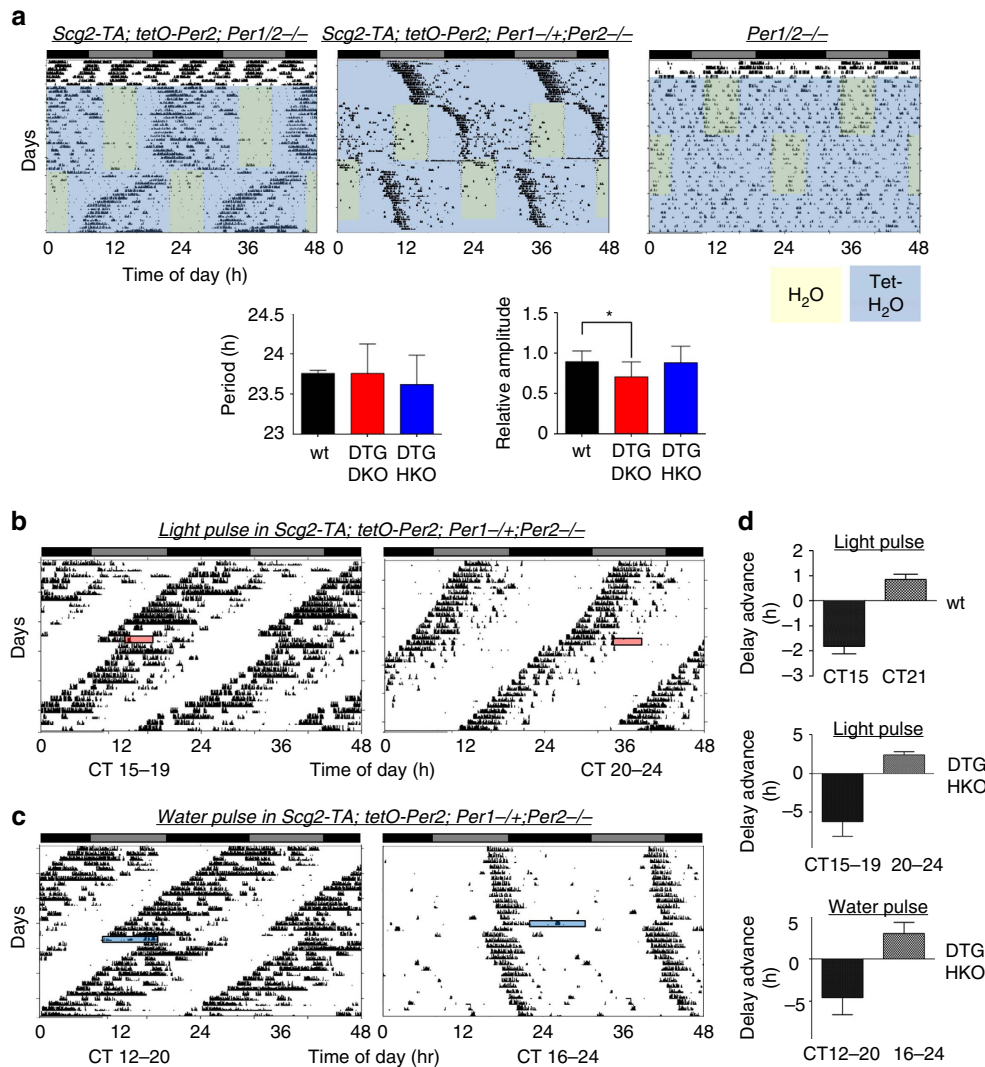 a
Scg2-TA; tetO-Per2; Per1/2–/–
Scg2-TA; tetO-Per2; Per1–/+;Per2–/–
Per1/2–/–
Days
0 12 24 36 48
12 24 36 48
0 12 24 36 48
Time of day (h)
H2O
Tet-
H2O
Period (h)
24.5
24
23.5
23
wt
DTG
DKO
DTG
HKO
Relative amplitude
1.5
1.0
0.5
0
*
wt
DTG
DKO
DTG
HKO
b
Light pulse in Scg2-TA; tetO-Per2; Per1–/+;Per2–/–
Days
0 12 24 36 48
0 12 24 36 48
CT 15–19
Time of day (h)
CT 20–24
c
Water pulse in Scg2-TA; tetO-Per2; Per1–/+;Per2–/–
Days
0 12 24 36 48
0 12 24 36 48
CT 12–20
Time of day (hr)
CT 16–24
d
Light pulse
Delay advance
(h)
2
1
0
–1
–2
–3
wt
CT15 CT21
Light pulse
Delay advance
(h)
5
0
–5
DTG
HKO
CT15–19 20–24
Water pulse
Delay advance
(h)
5
0
–5
DTG
HKO
CT12–20 16–24